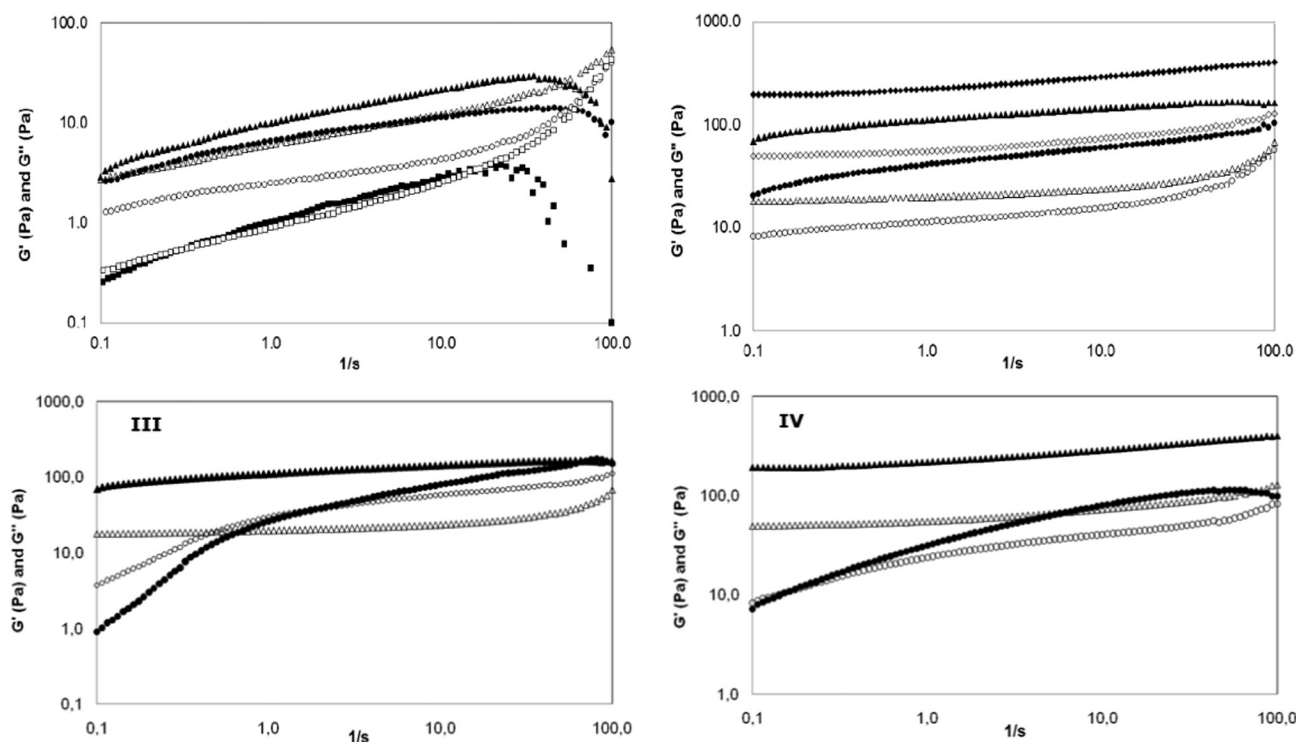 100.0
10.0
1.0
0.1
G' (Pa) and G'' (Pa)
0.1 1.0 10.0 100.0
1/s
1000.0
100.0
10.0
1.0
G' (Pa) and G'' (Pa)
0.1 1.0 10.0 100.0
1/s
III
1000,0
100,0
10,0
1,0
0,1
G' (Pa) and G'' (Pa)
0,1 1,0 10,0 100,0
1/s
IV
1000,0
100,0
10,0
1,0
G' (Pa) and G'' (Pa)
0,1 1,0 10,0 100,0
1/s